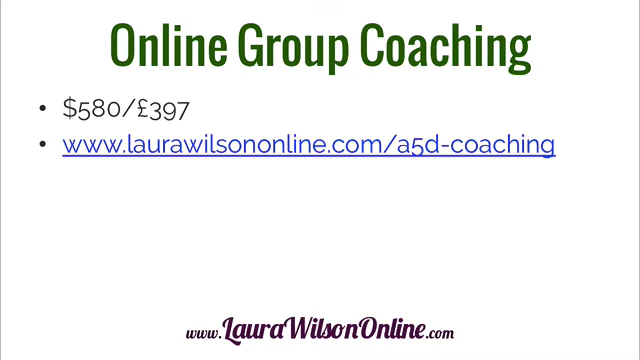 Online Group Coaching
• $580/£397
• www.laurawilsononline.com/a5d-coaching
www.LauraWilsonOnline.com